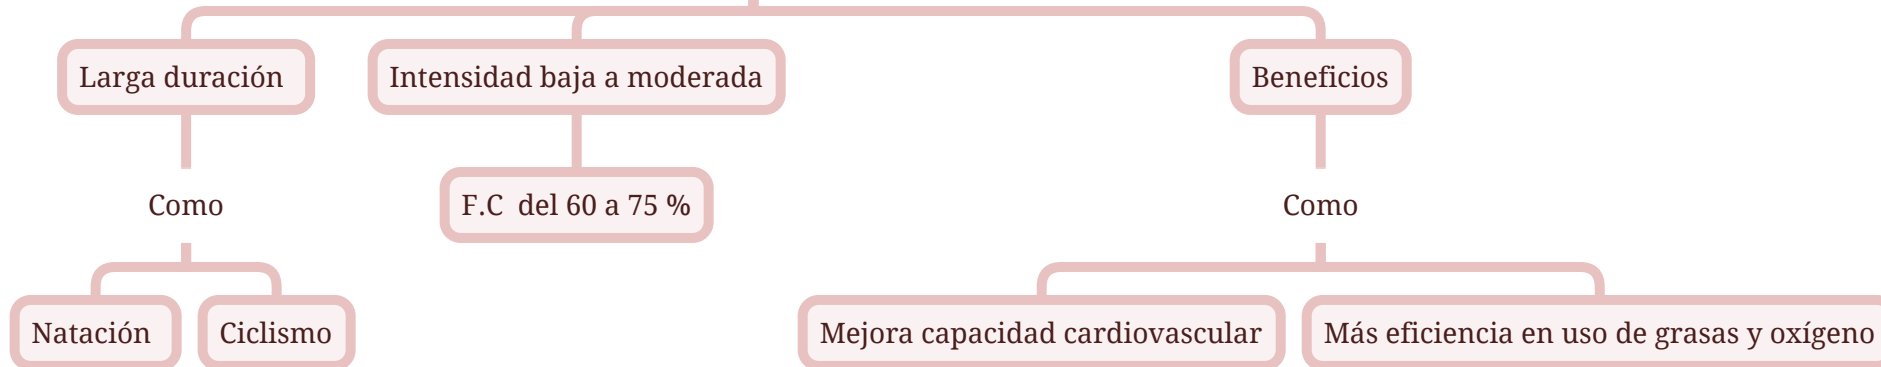 Larga duración
Intensidad baja a moderada
Beneficios
Como
F.C del 60 a 75 %
Como
Natación
Ciclismo
Mejora capacidad cardiovascular
Más eficiencia en uso de grasas y oxígeno